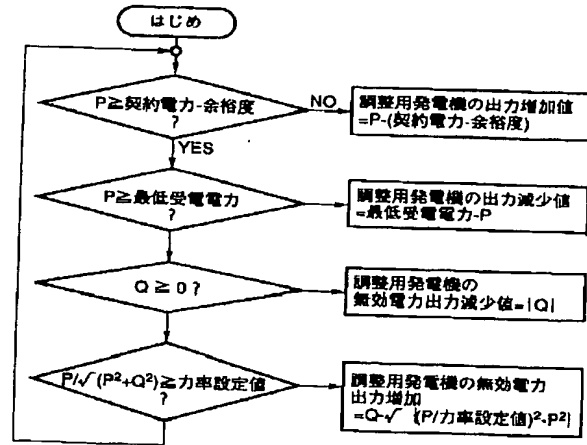 はじめ
P≧契約電力-余裕度
?
NO
調整用発電機の出力増加値
=P-(契約電力-余裕度)
YES
P≧最低受電電力
?
調整用発電機の出力減少値
=最低受電電力-P
Q≧0?
調整用発電機の
無効電力出力減少値=|Q|
P/√(P²+Q²)≧力率設定値
?
調整用発電機の無効電力
出力増加
=Q-√{(P/力率設定値)²-P²}